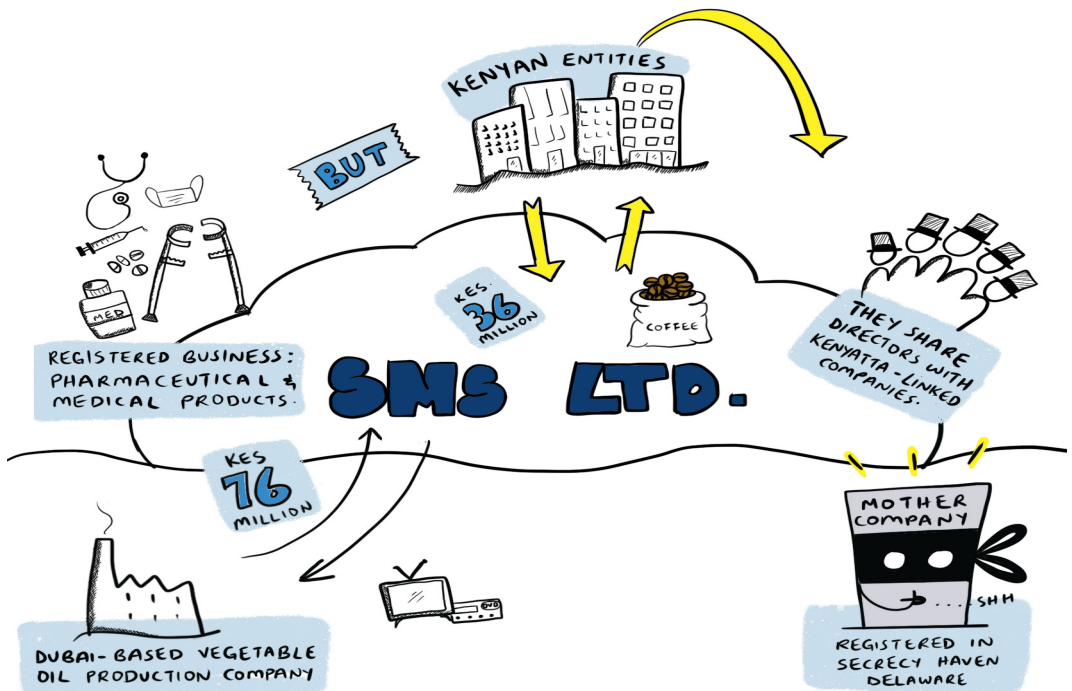 KENYAN ENTITIES
BUT
MED
REGISTERED BUSINESS:
PHARMACEUTICAL &
MEDICAL PRODUCTS.
KES.
36
MILLION
COFFEE
THEY SHARE
DIRECTORS WITH
KENYATTA-LINKED
COMPANIES.
SMS LTD.
KES
76
MILLION
DVD
DUBAI-BASED VEGETABLE
OIL PRODUCTION COMPANY
MOTHER
COMPANY
....SHH
REGISTERED IN
SECRECY HAVEN
DELAWARE